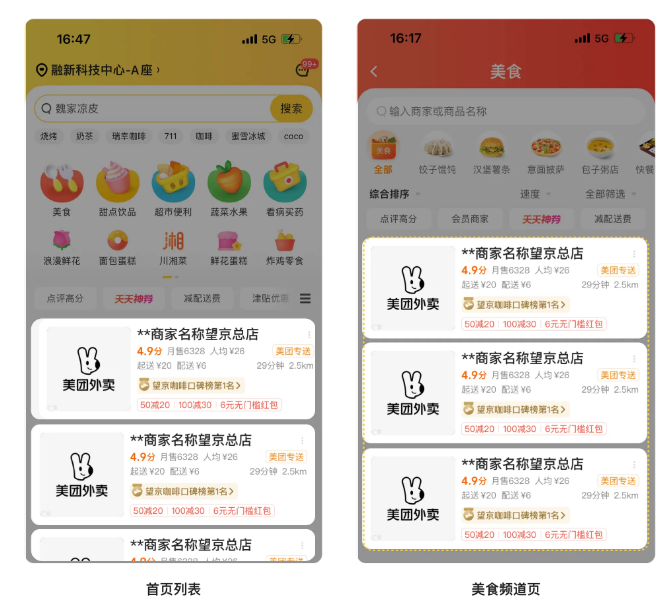 16:47
5G
融新科技中心-A座
99+
魏家凉皮
搜索
烧烤 奶茶 瑞幸咖啡 711 咖啡 蜜雪冰城 coco
美食 甜点饮品 超市便利 蔬菜水果 看病买药
湘
浪漫鲜花 面包蛋糕 川湘菜 鲜花蛋糕 炸鸡零食
点评高分 天天神券 减配送费 津贴优惠
美团外卖
**商家名称望京总店
4.9分 月售6328 人均 ¥26 美团专送
起送 ¥20 配送 ¥6 29分钟 2.5km
望京咖啡口碑榜第1名
50减20 100减30 6元无门槛红包
美团外卖
**商家名称望京总店
4.9分 月售6328 人均 ¥26 美团专送
起送 ¥20 配送 ¥6 29分钟 2.5km
望京咖啡口碑榜第1名
50减20 100减30 6元无门槛红包
**商家名称望京总店
首页列表
16:17
5G
美食
输入商家或商品名称
美食
全部 饺子馄饨 汉堡薯条 意面披萨 包子粥店 快餐
综合排序 速度 全部筛选
点评高分 会员商家 天天神券 减配送费
美团外卖
**商家名称望京总店
4.9分 月售6328 人均 ¥26 美团专送
起送 ¥20 配送 ¥6 29分钟 2.5km
望京咖啡口碑榜第1名
50减20 100减30 6元无门槛红包
美团外卖
**商家名称望京总店
4.9分 月售6328 人均 ¥26 美团专送
起送 ¥20 配送 ¥6 29分钟 2.5km
望京咖啡口碑榜第1名
50减20 100减30 6元无门槛红包
美团外卖
**商家名称望京总店
4.9分 月售6328 人均 ¥26 美团专送
起送 ¥20 配送 ¥6 29分钟 2.5km
望京咖啡口碑榜第1名
50减20 100减30 6元无门槛红包
美食频道页